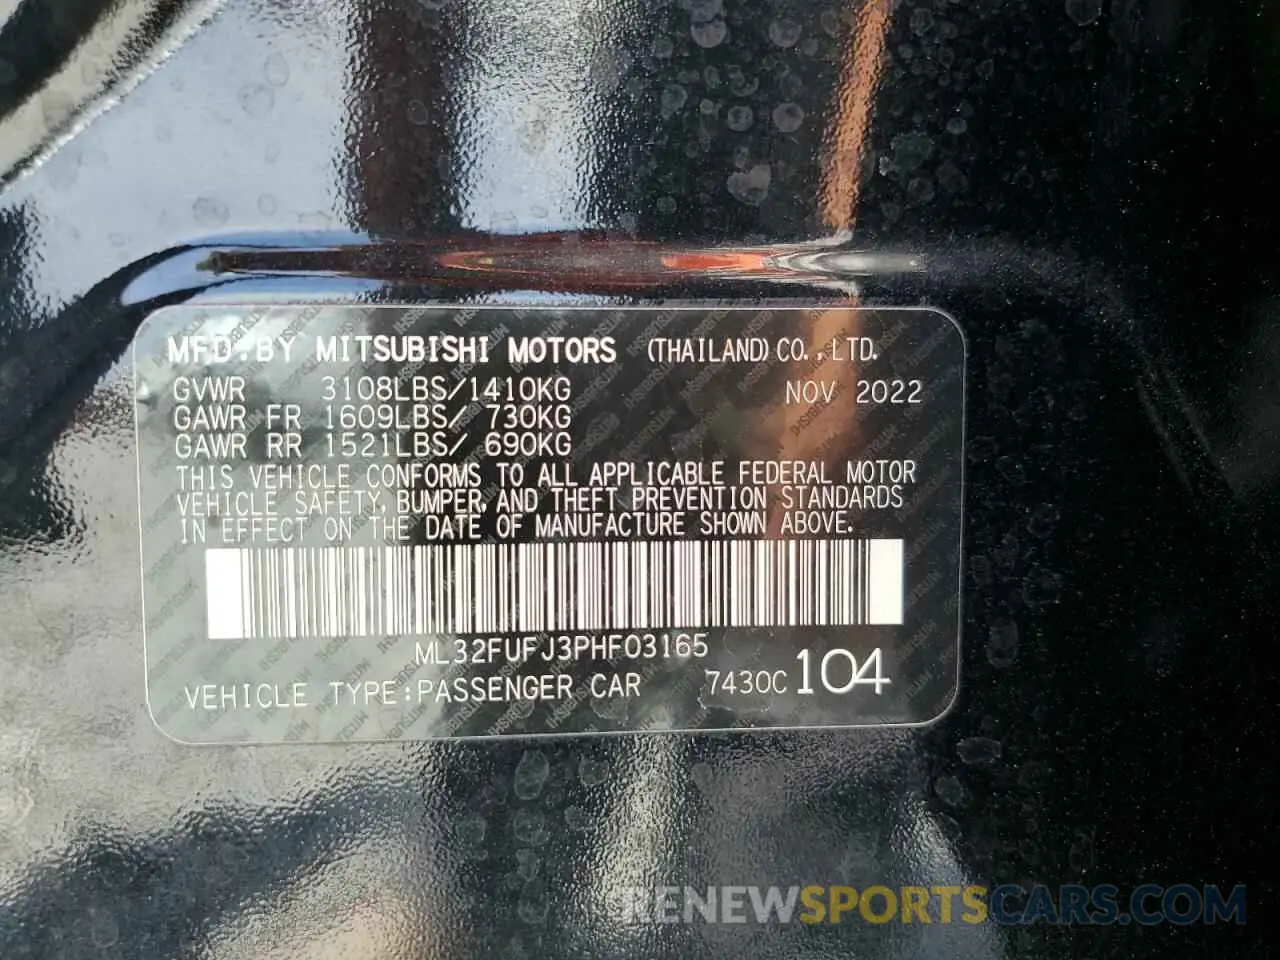 MFD.BY MITSUBISHI MOTORS (THAILAND) CO., LTD.
GVWR 3108LBS/1410KG NOV 2022
GAWR FR 1609LBS/ 730KG
GAWR RR 1521LBS/ 690KG
THIS VEHICLE CONFORMS TO ALL APPLICABLE FEDERAL MOTOR
VEHICLE SAFETY, BUMPER, AND THEFT PREVENTION STANDARDS
IN EFFECT ON THE DATE OF MANUFACTURE SHOWN ABOVE.
ML32FUFJ3PHF03165
VEHICLE TYPE:PASSENGER CAR 7430C 104
RENEWSPORTSCARS.COM